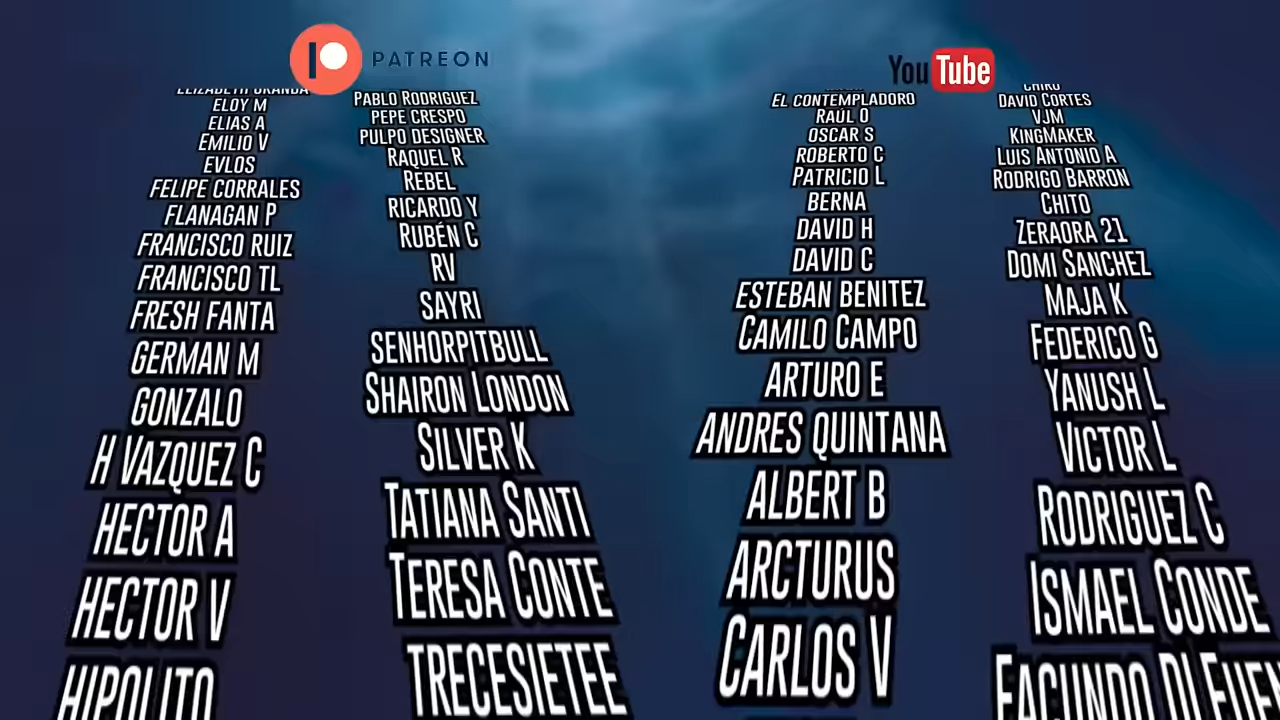 PATREON
ELOY M
ELIAS A
EMILIO V
EVLOS
FELIPE CORRALES
FLANAGAN P
FRANCISCO RUIZ
FRANCISCO TL
FRESH FANTA
GERMAN M
GONZALO
H VAZQUEZ C
HECTOR A
HECTOR V
HIPOLITO
PABLO RODRIGUEZ
PEPE CRESPO
PULPO DESIGNER
RAQUEL R
REBEL
RICARDO Y
RUBÉN C
RV
SAYRI
SENHORPITBULL
SHAIRON LONDON
SILVER K
TATIANA SANTI
TERESA CONTE
TRECESIETEE
YouTube
EL CONTEMPLADORO
RAÚL O
OSCAR S
ROBERTO C
PATRICIO L
BERNA
DAVID H
DAVID C
ESTEBAN BENITEZ
CAMILO CAMPO
ARTURO E
ANDRES QUINTANA
ALBERT B
ARCTURUS
CARLOS V
CHIRU
DAVID CORTES
VJM
KINGMAKER
LUIS ANTONIO A
RODRIGO BARRON
CHITO
ZERAORA 21
DOMI SANCHEZ
MAJA K
FEDERICO G
YANUSH L
VICTOR L
RODRIGUEZ C
ISMAEL CONDE
FACUNDO DI